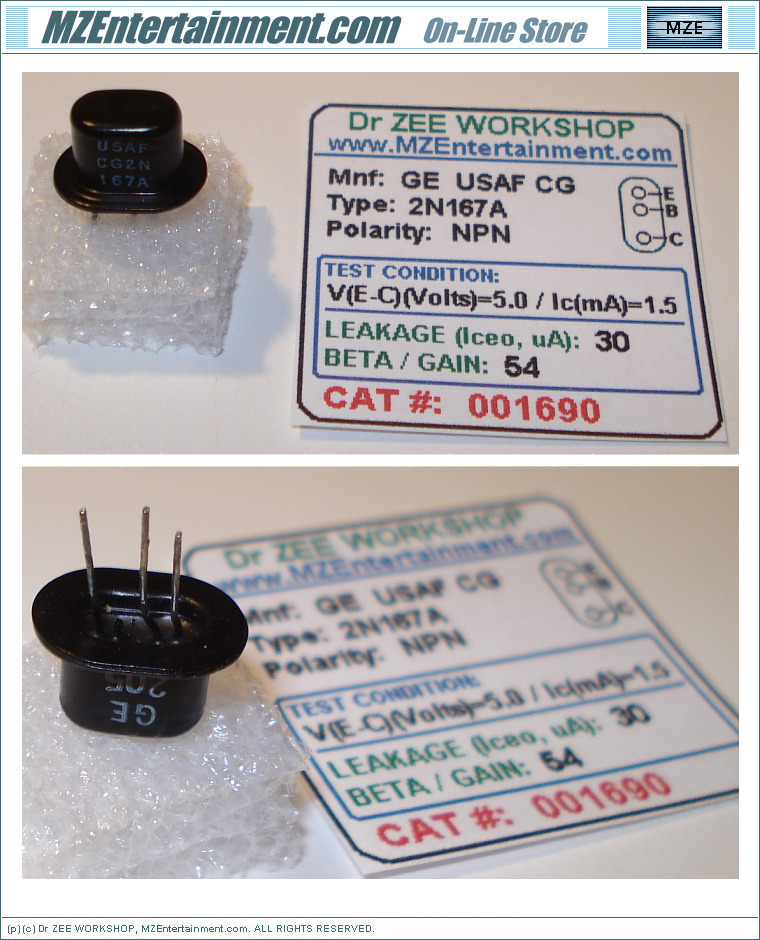 MZEntertainment.com On-Line Store MZE
USAF
CG2N
167A
Dr ZEE WORKSHOP
www.MZEntertainment.com
Mnf: GE USAF CG
Type: 2N167A
Polarity: NPN
E
B
C
TEST CONDITION:
V(E-C)(Volts)=5.0 / Ic(mA)=1.5
LEAKAGE (Iceo, uA): 30
BETA / GAIN: 54
CAT #: 001690
GE
205
Dr ZEE WORKSHOP
www.MZEntertainment.com
Mnf: GE USAF CG
Type: 2N167A
Polarity: NPN
E
B
C
TEST CONDITION:
V(E-C)(Volts)=5.0 / Ic(mA)=1.5
LEAKAGE (Iceo, uA): 30
BETA / GAIN: 54
CAT #: 001690
(p)(c) Dr ZEE WORKSHOP, MZEntertainment.com. ALL RIGHTS RESERVED.